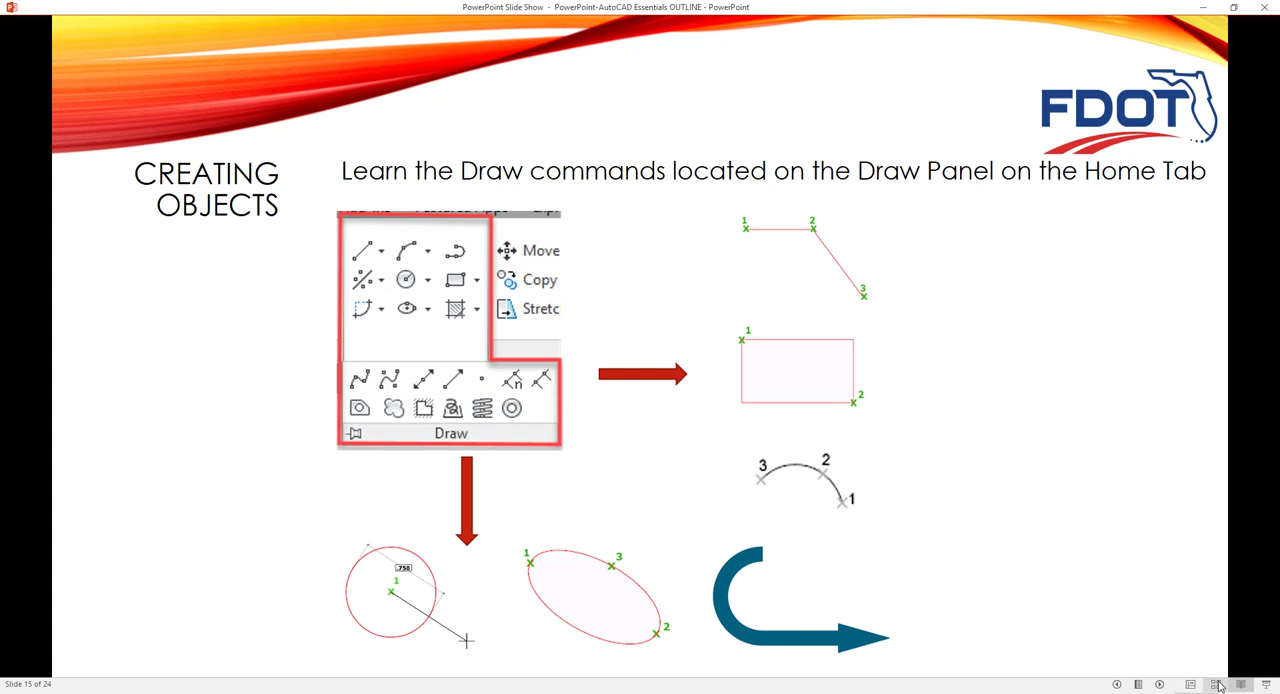 PowerPoint Slide Show - PowerPoint-AutoCAD Essentials OUTLINE - PowerPoint
FDOT
CREATING
OBJECTS
Learn the Draw commands located on the Draw Panel on the Home Tab
Move
Copy
Stretc
n
Draw
1 2
3
1
2
3 2
1
.750
1
1 3
2
Slide 15 of 24